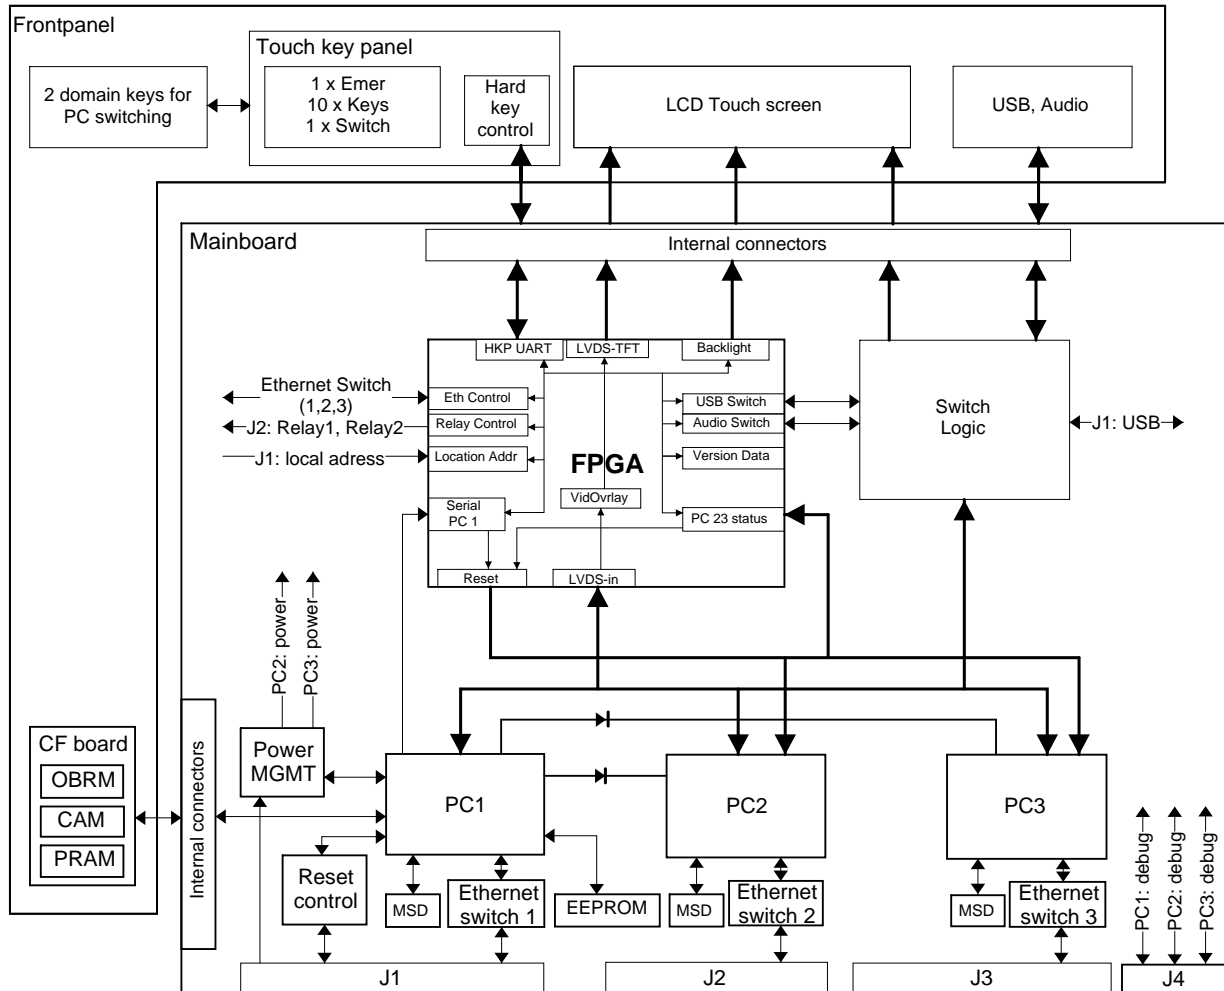 Frontpanel
Touch key panel
2 domain keys for
PC switching
1 x Emer
10 x Keys
1 x Switch
Hard
key
control
LCD Touch screen
USB, Audio
Mainboard
Internal connectors
HKP UART
LVDS-TFT
Backlight
Ethernet Switch
(1,2,3)
Eth Control
USB Switch
J2: Relay1, Relay2
Relay Control
Audio Switch
J1: local adress
Location Addr
FPGA
Version Data
Switch
Logic
J1: USB
Serial
PC 1
VidOvrlay
PC 23 status
Reset
LVDS-in
PC2: power
PC3: power
CF board
OBRM
CAM
PRAM
Internal connectors
Power
MGMT
PC1
PC2
PC3
Reset
control
MSD
Ethernet
switch 1
EEPROM
MSD
Ethernet
switch 2
MSD
Ethernet
switch 3
PC1: debug
PC2: debug
PC3: debug
J1
J2
J3
J4